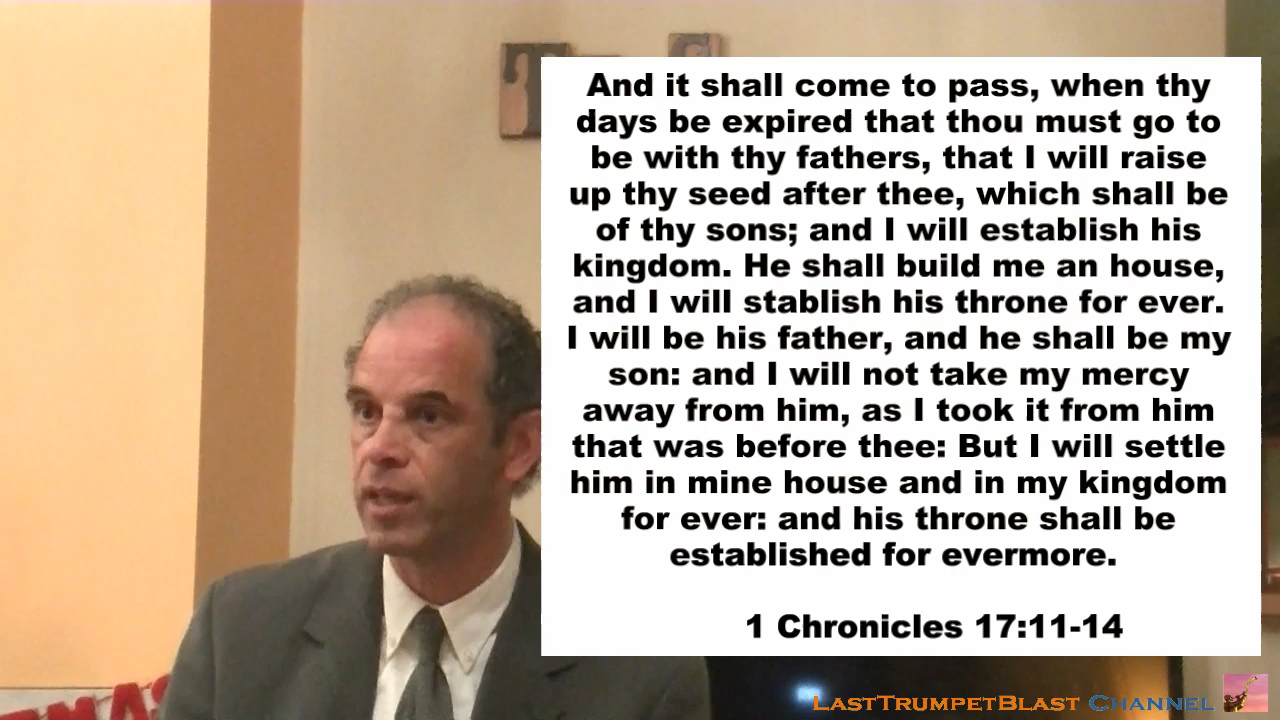 And it shall come to pass, when thy
days be expired that thou must go to
be with thy fathers, that I will raise
up thy seed after thee, which shall be
of thy sons; and I will establish his
kingdom. He shall build me an house,
and I will stablish his throne for ever.
I will be his father, and he shall be my
son: and I will not take my mercy
away from him, as I took it from him
that was before thee: But I will settle
him in mine house and in my kingdom
for ever: and his throne shall be
established for evermore.
1 Chronicles 17:11-14
LastTrumpetBlast Channel